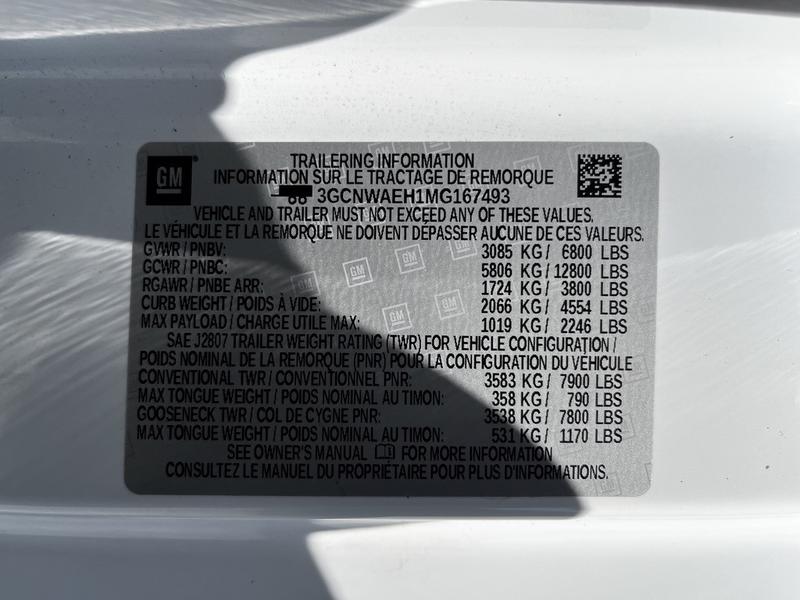 GM
TRAILERING INFORMATION
INFORMATION SUR LE TRACTAGE DE REMORQUE
3GCNWAEH1MG167493
VEHICLE AND TRAILER MUST NOT EXCEED ANY OF THESE VALUES.
LE VÉHICULE ET LA REMORQUE NE DOIVENT DÉPASSER AUCUNE DE CES VALEURS.
GVWR / PNBV: 3085 KG / 6800 LBS
GCWR / PNBC: 5806 KG / 12800 LBS
RGAWR / PNBE ARR: 1724 KG / 3800 LBS
CURB WEIGHT / POIDS À VIDE: 2066 KG / 4554 LBS
MAX PAYLOAD / CHARGE UTILE MAX: 1019 KG / 2246 LBS
SAE J2807 TRAILER WEIGHT RATING (TWR) FOR VEHICLE CONFIGURATION /
POIDS NOMINAL DE LA REMORQUE (PNR) POUR LA CONFIGURATION DU VÉHICULE
CONVENTIONAL TWR / CONVENTIONNEL PNR: 3583 KG / 7900 LBS
MAX TONGUE WEIGHT / POIDS NOMINAL AU TIMON: 358 KG / 790 LBS
GOOSENECK TWR / COL DE CYGNE PNR: 3538 KG / 7800 LBS
MAX TONGUE WEIGHT / POIDS NOMINAL AU TIMON: 531 KG / 1170 LBS
SEE OWNER'S MANUAL FOR MORE INFORMATION
CONSULTEZ LE MANUEL DU PROPRIÉTAIRE POUR PLUS D'INFORMATIONS.